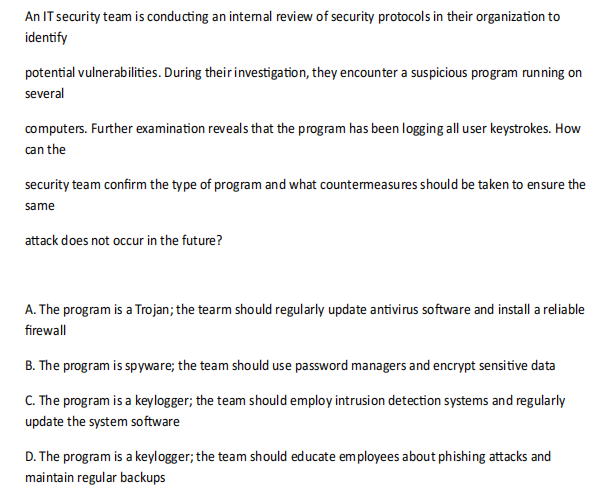 An IT security team is conducting an internal review of security protocols in their organization to
identify
potential vulnerabilities. During their investigation, they encounter a suspicious program running on
several
computers. Further examination reveals that the program has been logging all user keystrokes. How
can the
security team confirm the type of program and what countermeasures should be taken to ensure the
same
attack does not occur in the future?
A. The program is a Trojan; the tearm should regularly update antivirus software and install a reliable
firewall
B. The program is spyware; the team should use password managers and encrypt sensitive data
C. The program is a keylogger; the team should employ intrusion detection systems and regularly
update the system software
D. The program is a keylogger; the team should educate employees about phishing attacks and
maintain regular backups